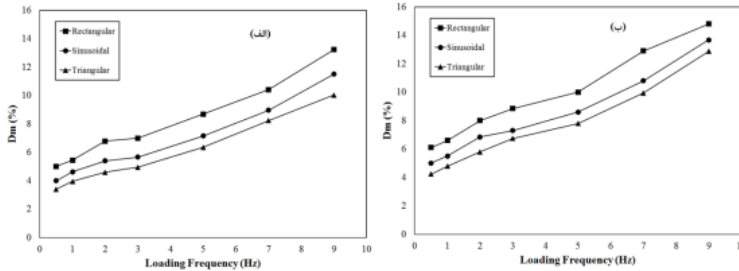 16
14
12
10
8
6
4
2
0
Dm (%)
Rectangular
Sinusoidal
Triangular
(الف)
0 1 2 3 4 5 6 7 8 9 10
Loading Frequency (Hz)
16
14
12
10
8
6
4
2
0
Dm (%)
Rectangular
Sinusoidal
Triangular
(ب)
0 1 2 3 4 5 6 7 8 9
Loading Frequency (Hz)